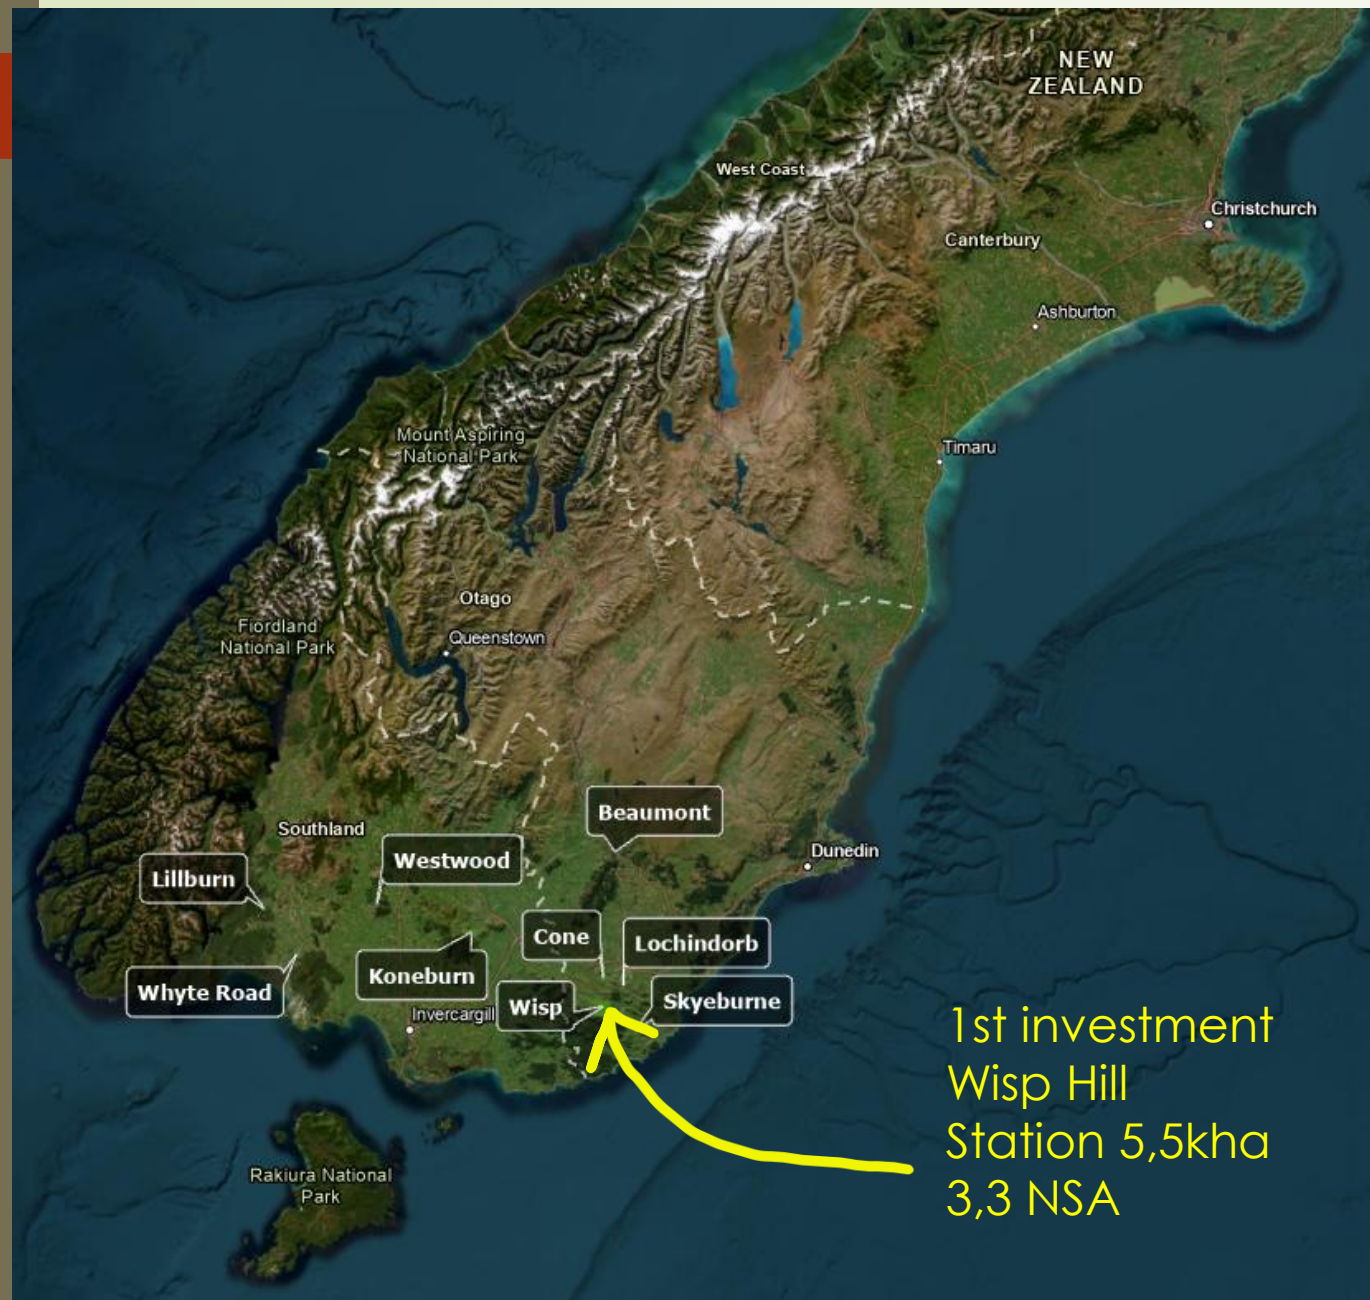 NEW
ZEALAND
West Coast
Christchurch
Canterbury
Ashburton
Mount Aspiring
National Park
Timaru
Otago
Fiordland
National Park
Queenstown
Beaumont
Southland
Westwood
Dunedin
Lillburn
Cone
Lochindorb
Koneburn
Whyte Road
Wisp
Skyeburne
Invercargill
1st investment
Wisp Hill
Station 5,5kha
3,3 NSA
Rakiura National
Park